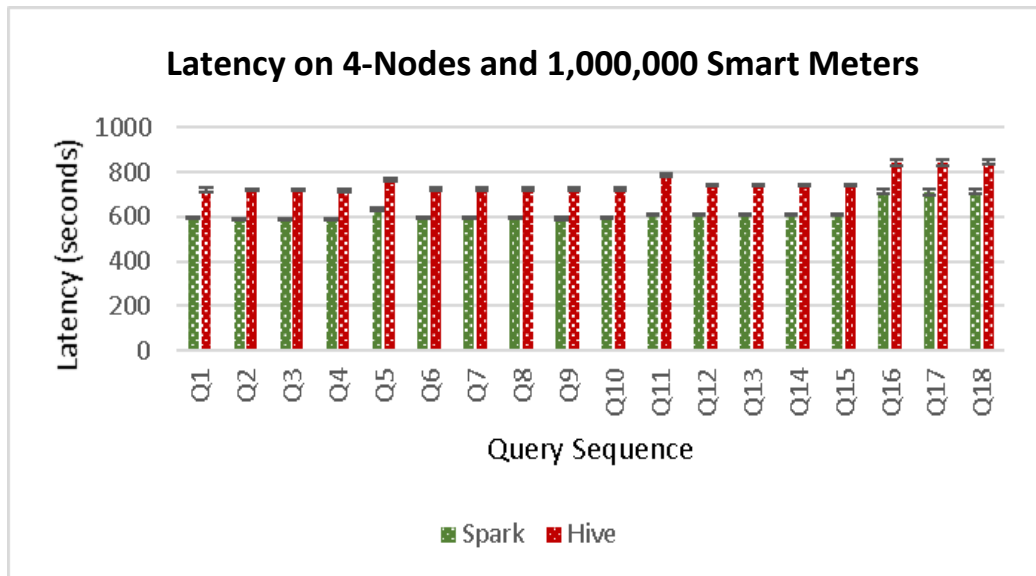 Latency on 4-Nodes and 1,000,000 Smart Meters
Latency (seconds)
1000
800
600
400
200
0
Q1 Q2 Q3 Q4 Q5 Q6 Q7 Q8 Q9 Q10 Q11 Q12 Q13 Q14 Q15 Q16 Q17 Q18
Query Sequence
Spark Hive